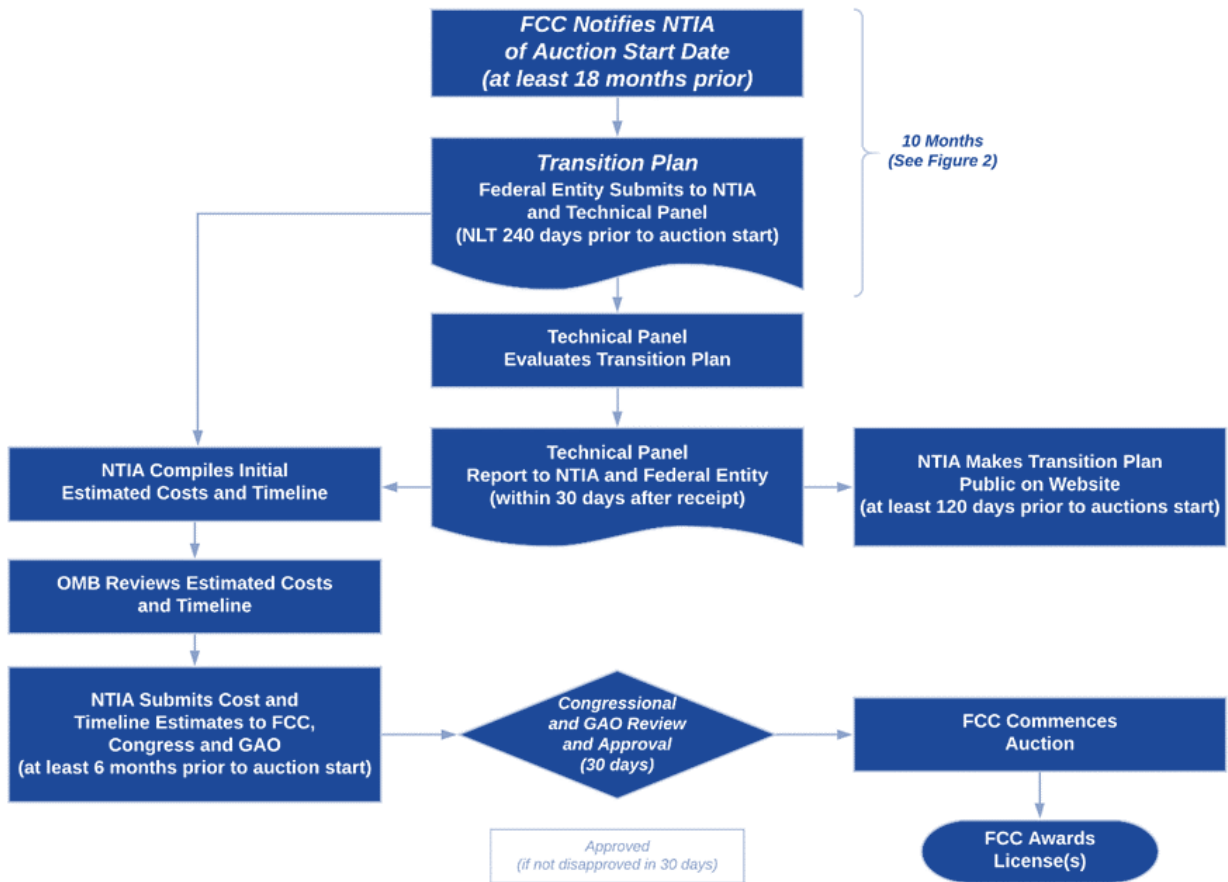 FCC Notifies NTIA
of Auction Start Date
(at least 18 months prior)
10 Months
(See Figure 2)
Transition Plan
Federal Entity Submits to NTIA
and Technical Panel
(NLT 240 days prior to auction start)
Technical Panel
Evaluates Transition Plan
NTIA Compiles Initial
Estimated Costs and Timeline
Technical Panel
Report to NTIA and Federal Entity
(within 30 days after receipt)
NTIA Makes Transition Plan
Public on Website
(at least 120 days prior to auctions start)
OMB Reviews Estimated Costs
and Timeline
NTIA Submits Cost and
Timeline Estimates to FCC,
Congress and GAO
(at least 6 months prior to auction start)
Congressional
and GAO Review
and Approval
(30 days)
FCC Commences
Auction
Approved
(if not disapproved in 30 days)
FCC Awards
License(s)